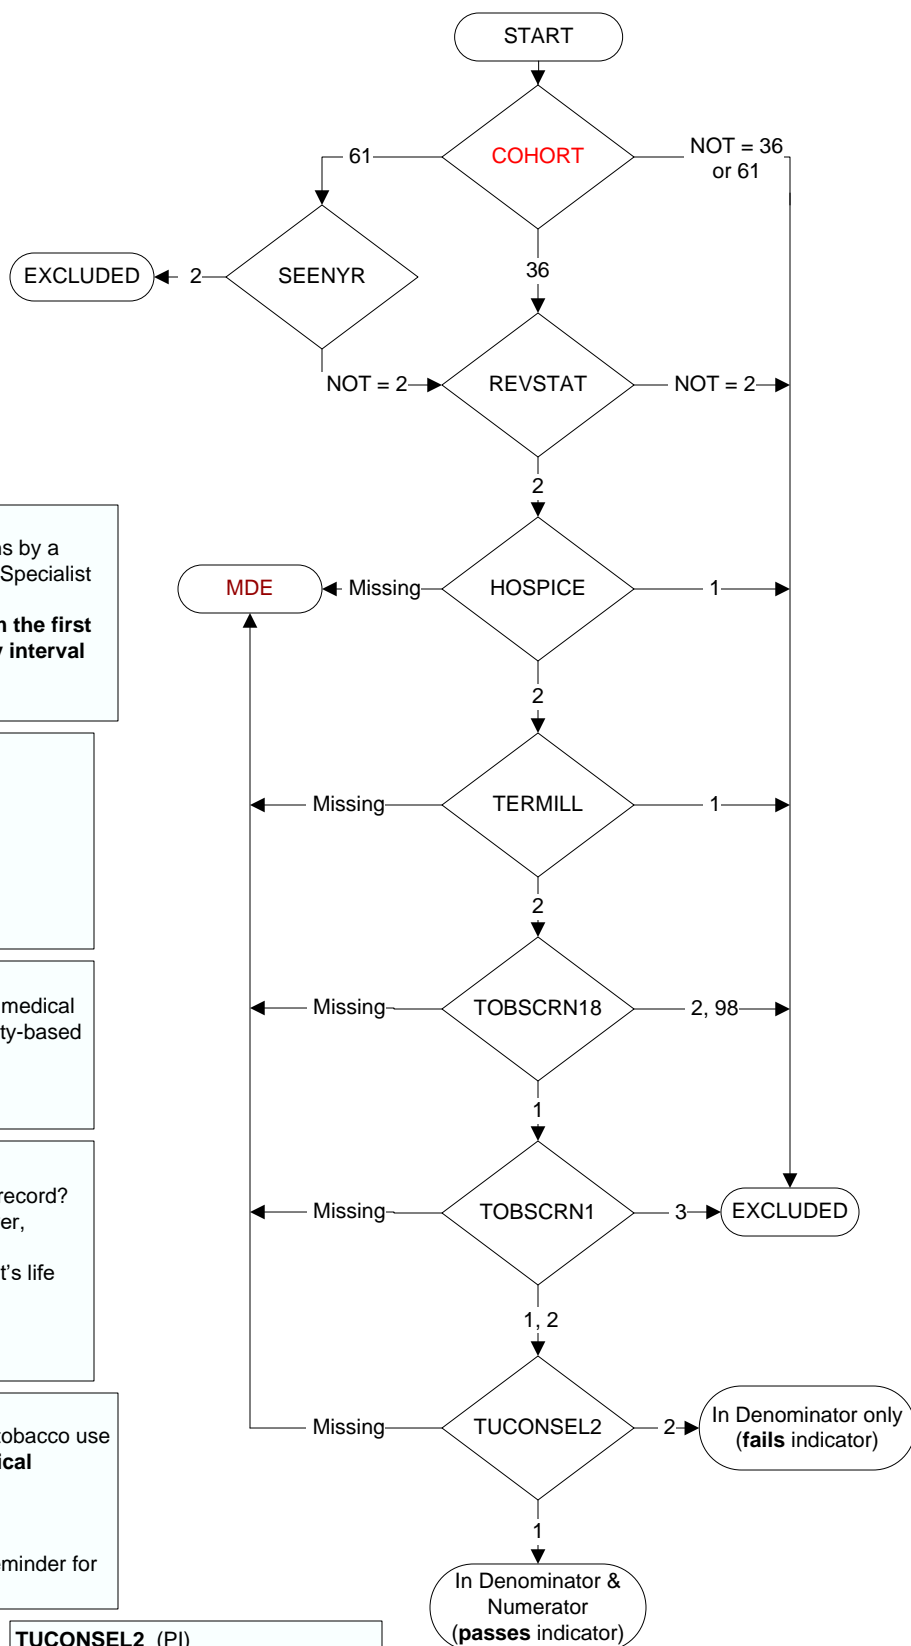 START
COHORT
61
NOT = 36
or 61
36
SEENYR
2
EXCLUDED
NOT = 2
REVSTAT
NOT = 2
2
HOSPICE
Missing
MDE
1
2
TERMILL
Missing
1
2
TOBSCRN18
Missing
2, 98
1
TOBSCRN1
Missing
3
EXCLUDED
1, 2
TUCONSEL2
Missing
2
In Denominator only
(fails indicator)
1
In Denominator &
Numerator
(passes indicator)
by a
Specialist
the first
interval
medical
ty-based
record?
er,
t's life
tobacco use
ical
eminder for
TUCONSEL2 (PI)